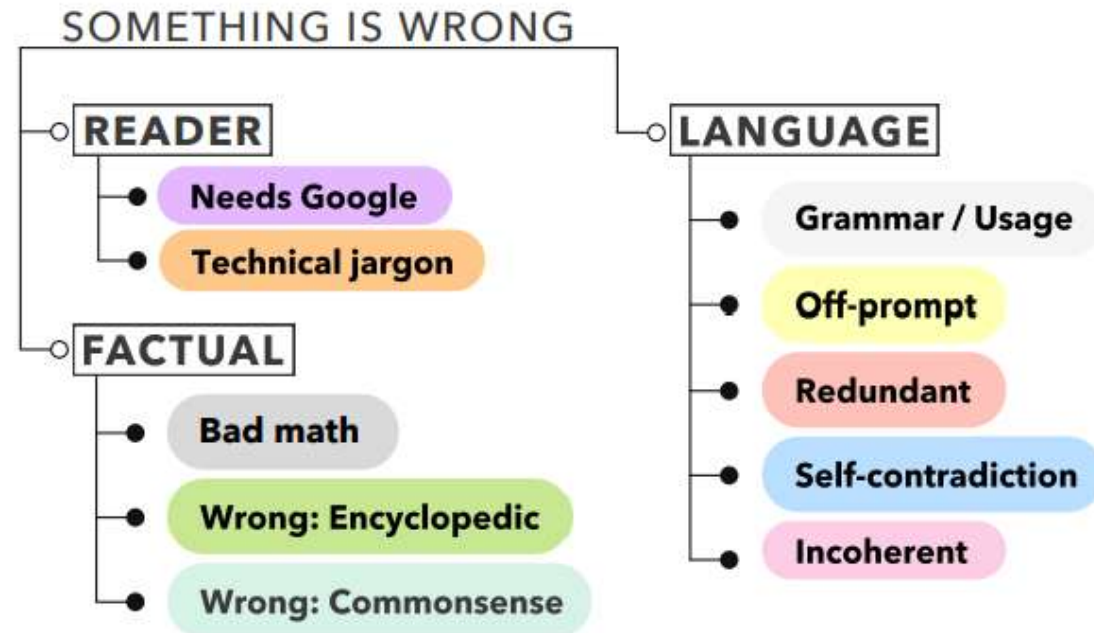 SOMETHING IS WRONG
READER
Needs Google
Technical jargon
FACTUAL
Bad math
Wrong: Encyclopedic
Wrong: Commonsense
LANGUAGE
Grammar / Usage
Off-prompt
Redundant
Self-contradiction
Incoherent